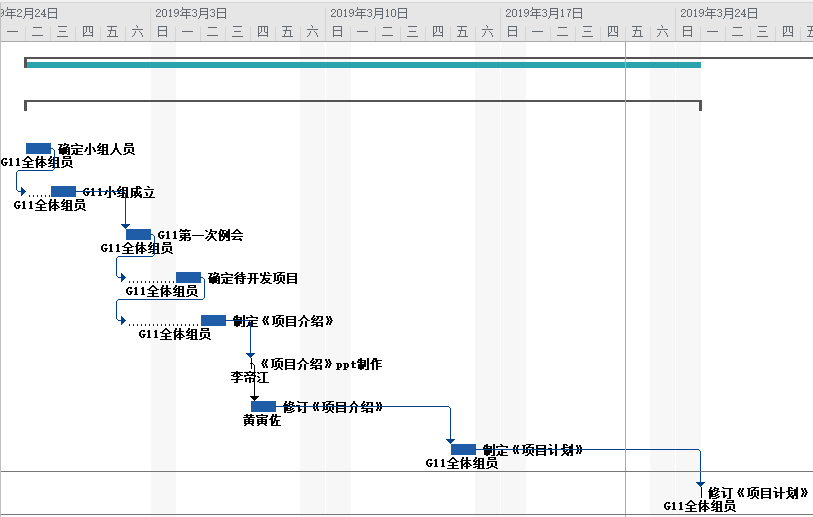 9年2月24日 2019年3月3日 2019年3月10日 2019年3月17日 2019年3月24日
一 二 三 四 五 六 日 一 二 三 四 五 六 日 一 二 三 四 五 六 日 一 二 三 四 五 六 日 一 二 三 四 五
确定小组人员
G11全体组员
G11小组成立
G11全体组员
G11第一次例会
G11全体组员
确定待开发项目
G11全体组员
制定《项目介绍》
G11全体组员
《项目介绍》ppt制作
李帝江
修订《项目介绍》
黄寅佐
制定《项目计划》
G11全体组员
修订《项目计划》
G11全体组员